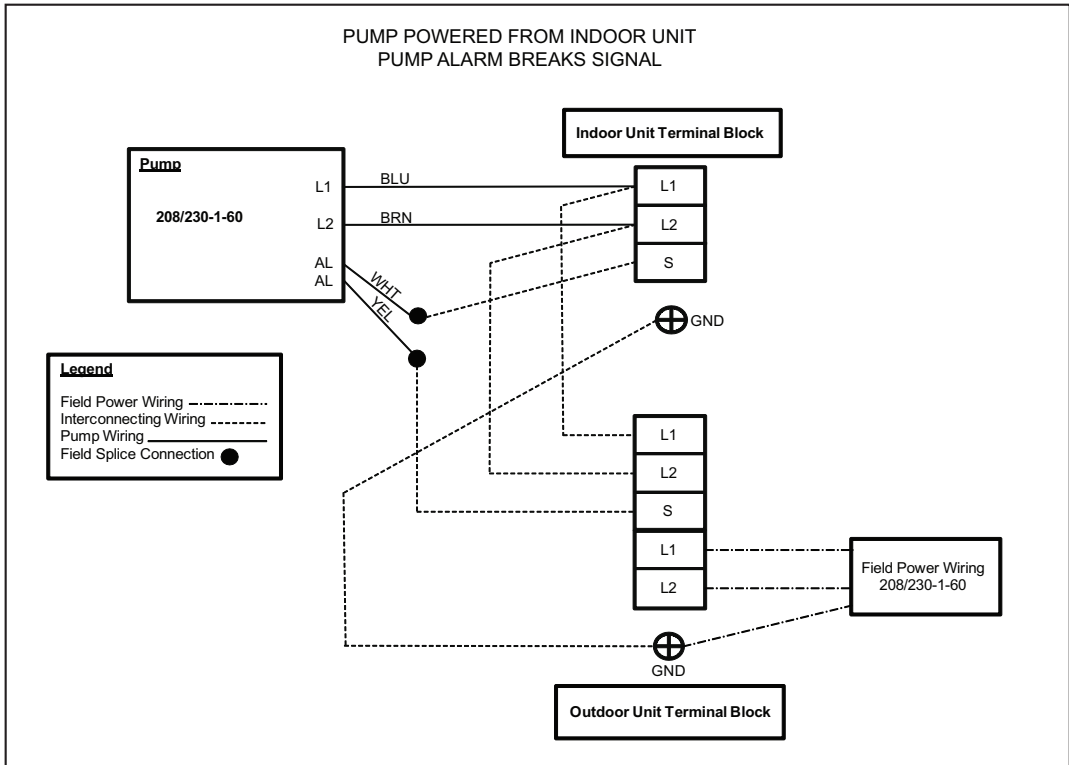 PUMP POWERED FROM INDOOR UNIT
PUMP ALARM BREAKS SIGNAL
Indoor Unit Terminal Block
Pump
208/230-1-60
L1
L2
AL
AL
BLU
BRN
WHT
YEL
L1
L2
S
GND
Legend
Field Power Wiring
Interconnecting Wiring
Pump Wiring
Field Splice Connection
L1
L2
S
L1
L2
Field Power Wiring
208/230-1-60
GND
Outdoor Unit Terminal Block